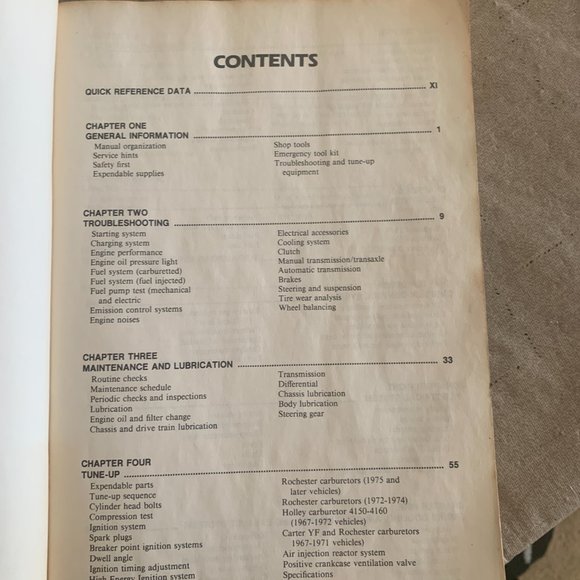 CONTENTS
QUICK REFERENCE DATA ... XI
CHAPTER ONE
GENERAL INFORMATION ... 1
Manual organization
Service hints
Safety first
Expendable supplies
Shop tools
Emergency tool kit
Troubleshooting and tune-up
equipment
CHAPTER TWO
TROUBLESHOOTING ... 9
Starting system
Charging system
Engine performance
Engine oil pressure light
Fuel system (carburetted)
Fuel system (fuel injected)
Fuel pump test (mechanical
and electric
Emission control systems
Engine noises
Electrical accessories
Cooling system
Clutch
Manual transmission/transaxle
Automatic transmission
Brakes
Steering and suspension
Tire wear analysis
Wheel balancing
CHAPTER THREE
MAINTENANCE AND LUBRICATION ... 33
Routine checks
Maintenance schedule
Periodic checks and inspections
Lubrication
Engine oil and filter change
Chassis and drive train lubrication
Transmission
Differential
Chassis lubrication
Body lubrication
Steering gear
CHAPTER FOUR
TUNE-UP ... 55
Expendable parts
Tune-up sequence
Cylinder head bolts
Compression test
Ignition system
Spark plugs
Breaker point ignition systems
Dwell angle
Ignition timing adjustment
High Energy Ignition system
Rochester carburetors (1975 and
later vehicles)
Rochester carburetors (1972-1974)
Holley carburetor 4150-4160
(1967-1972 vehicles)
Carter YF and Rochester carburetors
1967-1971 vehicles)
Air injection reactor system
Positive crankcase ventilation valve
Specifications